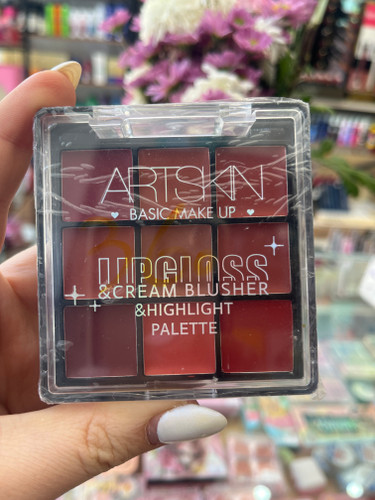 ARTSKIN
BASIC MAKE UP
LIPGLOSS
&CREAM BLUSHER
&HIGHLIGHT
PALETTE